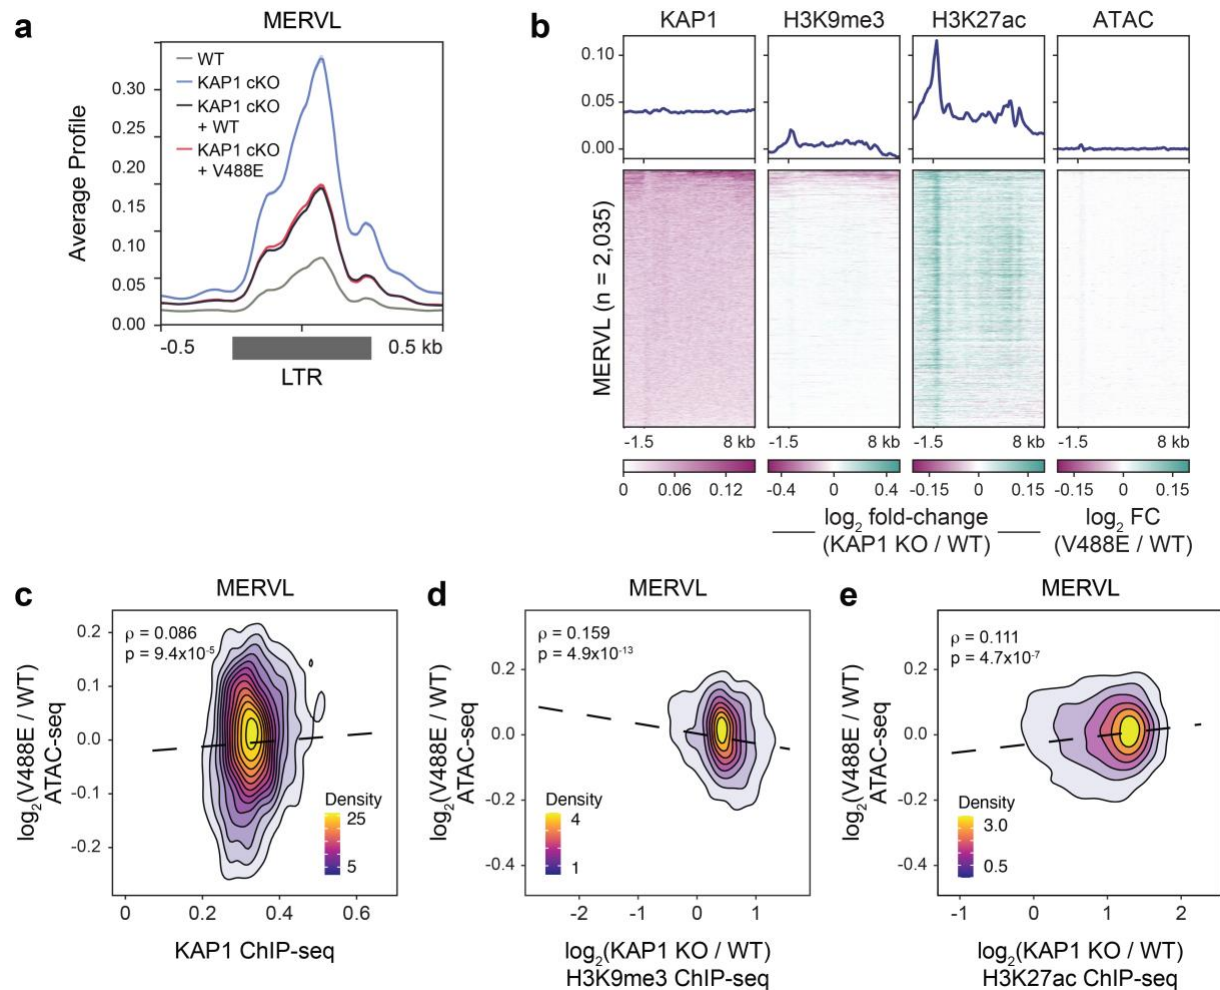 a
MERVL
WT
KAP1 cKO
KAP1 cKO
+ WT
KAP1 cKO
+ V488E
Average Profile
0.30
0.25
0.20
0.15
0.10
0.05
0.00
-0.5
0.5 kb
LTR
b
KAP1 H3K9me3 H3K27ac ATAC
0.10
0.05
0.00
MERVL (n = 2,035)
-1.5 8 kb -1.5 8 kb -1.5 8 kb -1.5 8 kb
0 0.06 0.12 -0.4 0 0.4 -0.15 0 0.15 -0.15 0 0.15
log2 fold-change
(KAP1 KO / WT)
log2 FC
(V488E / WT)
c
MERVL
ρ = 0.086
p = 9.4x10-5
log2(V488E / WT)
ATAC-seq
0.2
0.1
0.0
-0.1
-0.2
Density
25
5
0 0.2 0.4 0.6
KAP1 ChIP-seq
d
MERVL
ρ = 0.159
p = 4.9x10-13
log2(V488E / WT)
ATAC-seq
0.2
0.0
-0.2
-0.4
Density
4
1
-2 -1 0 1
log2(KAP1 KO / WT)
H3K9me3 ChIP-seq
e
MERVL
ρ = 0.111
p = 4.7x10-7
log2(V488E / WT)
ATAC-seq
0.2
0.0
-0.2
-0.4
Density
3.0
0.5
-1 0 1 2
log2(KAP1 KO / WT)
H3K27ac ChIP-seq